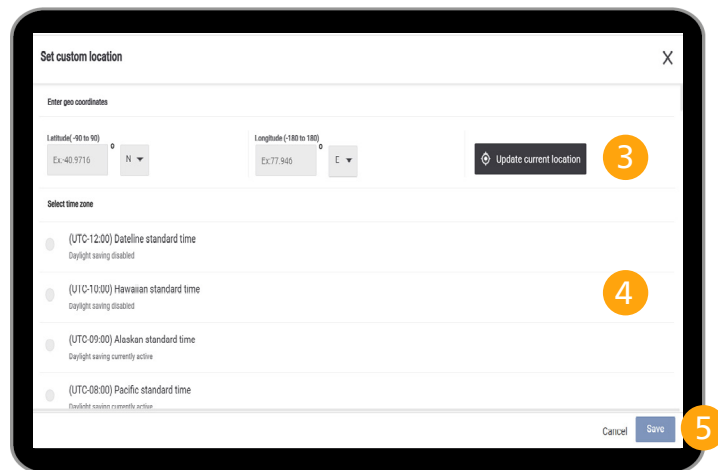 Set custom location X
Enter geo coordinates
Latitude( -90 to 90) Longitude (-180 to 180)
Ex:-40.9716 ° N Ex:77.946 ° E Update current location 3
Select time zone
(UTC-12:00) Dateline standard time
Daylight saving disabled
(UTC-10:00) Hawaiian standard time
Daylight saving disabled
4
(UTC-09:00) Alaskan standard time
Daylight saving currently active
(UTC-08:00) Pacific standard time
Daylight saving currently active
Cancel Save 5